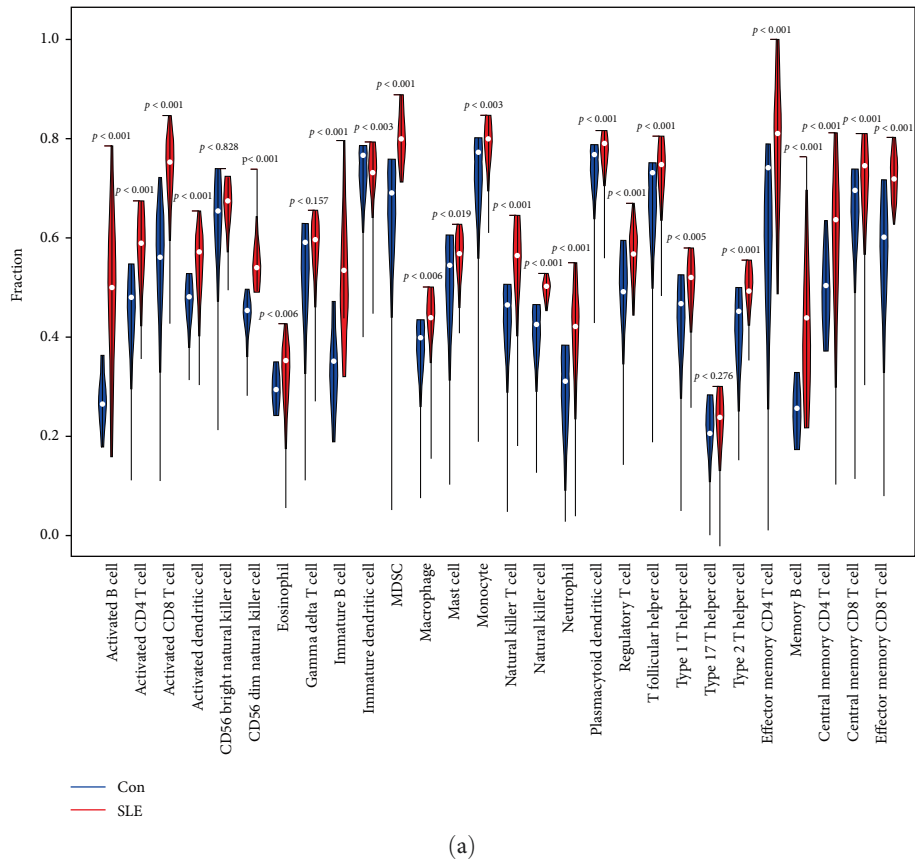 1.0
0.8
0.6
0.4
0.2
0.0
Fraction
p < 0.001
p < 0.001
p < 0.001
p < 0.001
p < 0.828
p < 0.001
p < 0.006
p < 0.157
p < 0.001
p < 0.003
p < 0.001
p < 0.006
p < 0.019
p < 0.003
p < 0.001
p < 0.001
p < 0.001
p < 0.001
p < 0.001
p < 0.001
p < 0.005
p < 0.276
p < 0.001
p < 0.001
p < 0.001
p < 0.001
p < 0.001
p < 0.001
Activated B cell
Activated CD4 T cell
Activated CD8 T cell
Activated dendritic cell
CD56 bright natural killer cell
CD56 dim natural killer cell
Eosinophil
Gamma delta T cell
Immature B cell
Immature dendritic cell
MDSC
Macrophage
Mast cell
Monocyte
Natural killer T cell
Natural killer cell
Neutrophil
Plasmacytoid dendritic cell
Regulatory T cell
T follicular helper cell
Type 1 T helper cell
Type 17 T helper cell
Type 2 T helper cell
Effector memory CD4 T cell
Memory B cell
Central memory CD4 T cell
Central memory CD8 T cell
Effector memory CD8 T cell
Con
SLE
(a)